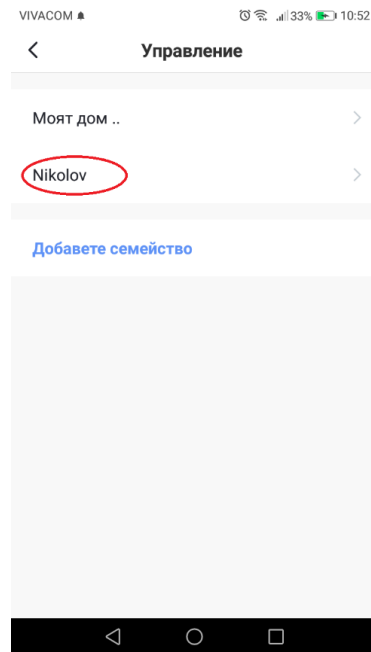 VIVACOM 33% 10:52
Управление
Моят дом ..
Nikolov
Добавете семейство